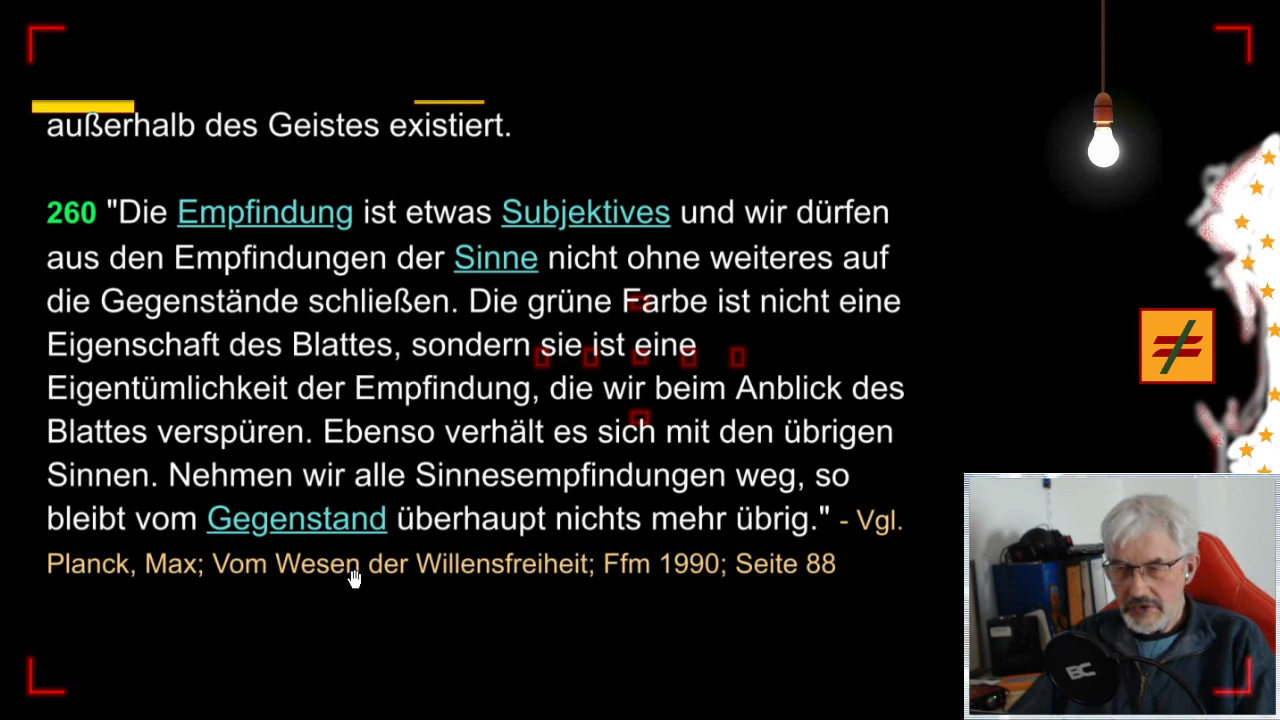 außerhalb des Geistes existiert.
260 "Die Empfindung ist etwas Subjektives und wir dürfen
aus den Empfindungen der Sinne nicht ohne weiteres auf
die Gegenstände schließen. Die grüne Farbe ist nicht eine
Eigenschaft des Blattes, sondern sie ist eine
Eigentümlichkeit der Empfindung, die wir beim Anblick des
Blattes verspüren. Ebenso verhält es sich mit den übrigen
Sinnen. Nehmen wir alle Sinnesempfindungen weg, so
bleibt vom Gegenstand überhaupt nichts mehr übrig." - Vgl.
Planck, Max; Vom Wesen der Willensfreiheit; Ffm 1990; Seite 88
≠
BC